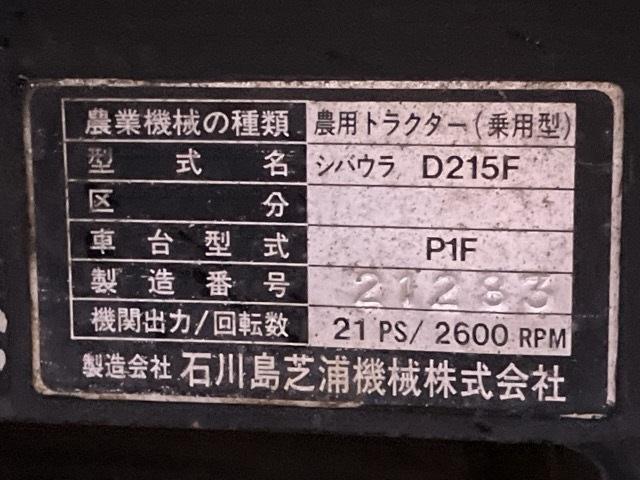 農業機械の種類 農用トラクター(乗用型)
型式名 シバウラ D215F
区分
車台型式 P1F
製造番号 21283
機関出力/回転数 21 PS/ 2600 RPM
製造会社 石川島芝浦機械株式会社